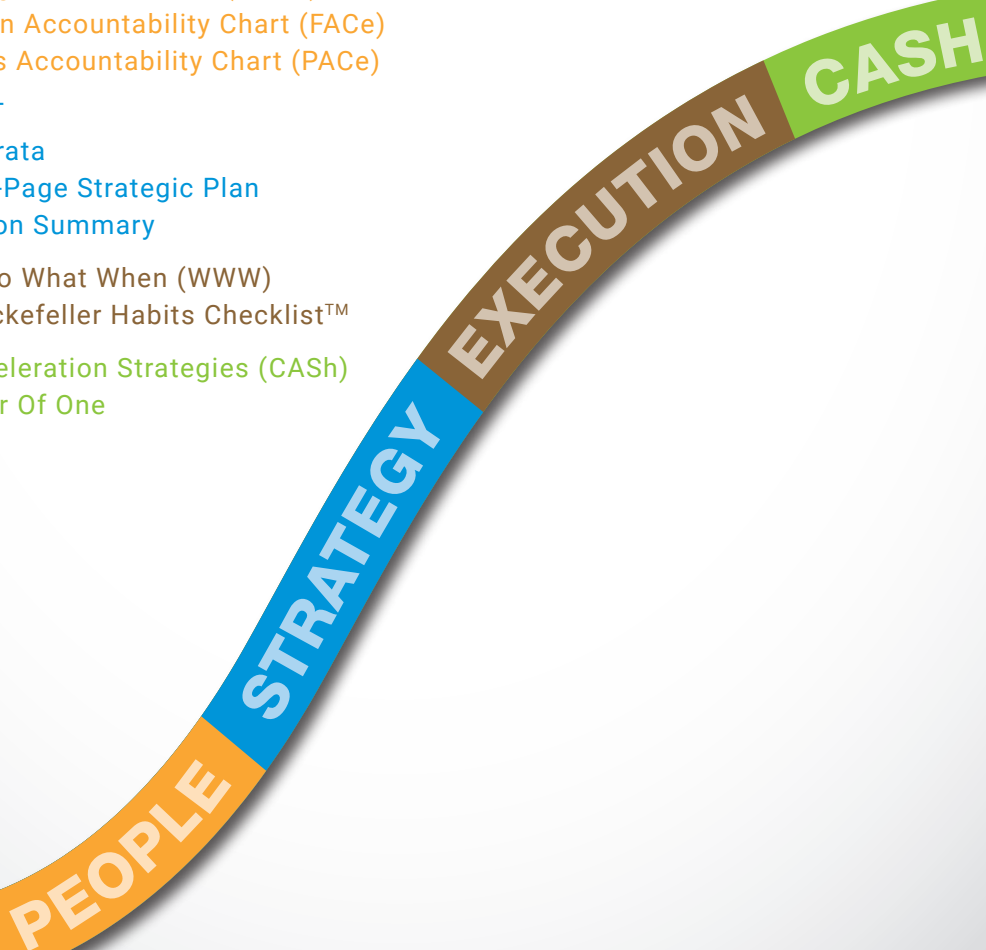 n Accountability Chart (FACe)
s Accountability Chart (PACe)
rata
-Page Strategic Plan
on Summary
o What When (WWW)
ckefeller Habits Checklist™
eleration Strategies (CASh)
r Of One
CASH
EXECUTION
STRATEGY
PEOPLE